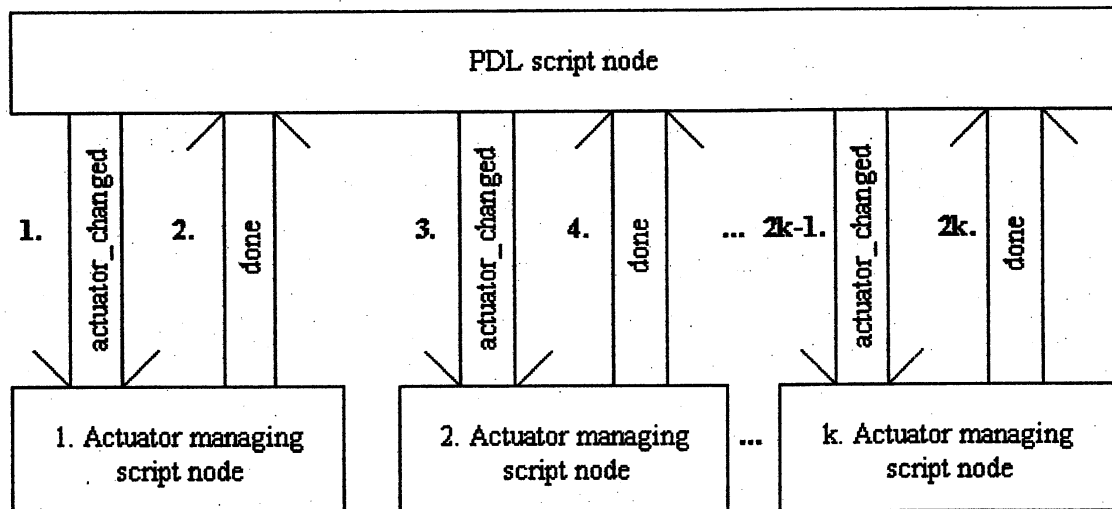 PDL script node
1.
actuator_changed
2.
done
3.
actuator_changed
4.
done
...
2k-1.
actuator_changed
2k.
done
1. Actuator managing
script node
2. Actuator managing
script node
...
k. Actuator managing
script node